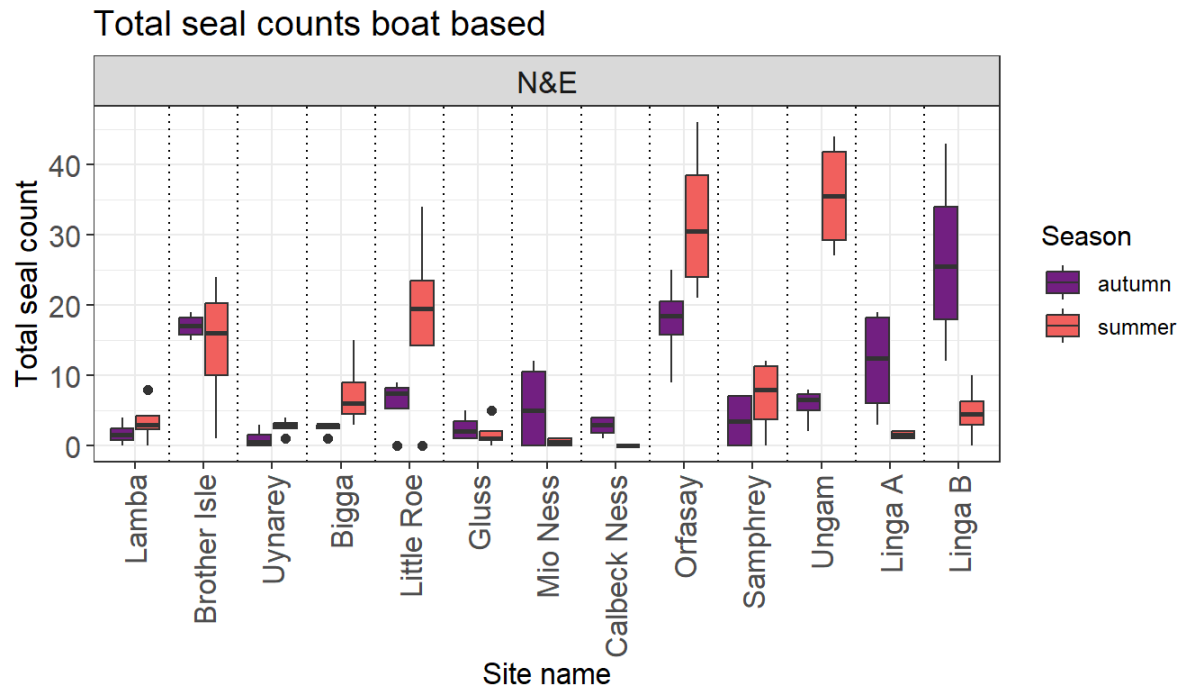 Total seal counts boat based
N&E
Total seal count
40
30
20
10
0
Lamba
Brother Isle
Uynarey
Bigga
Little Roe
Gluss
Mio Ness
Calbeck Ness
Orfasay
Samphrey
Ungam
Linga A
Linga B
Site name
Season
autumn
summer